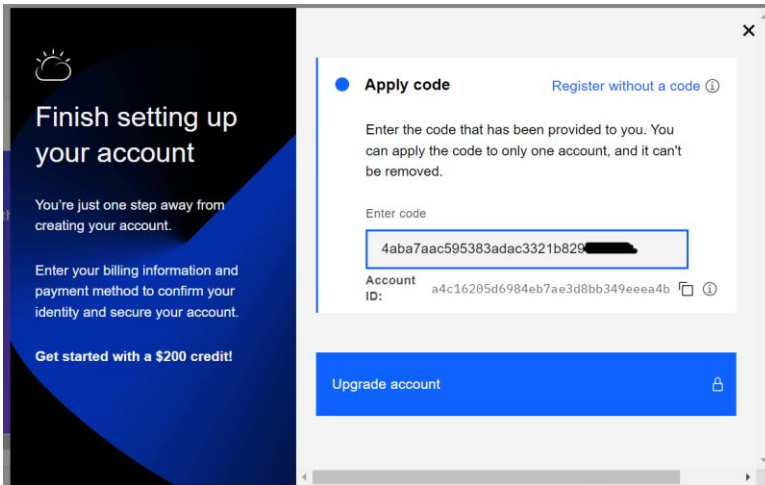 Finish setting up
your account
You're just one step away from
creating your account.
Enter your billing information and
payment method to confirm your
identity and secure your account.
Get started with a $200 credit!
Apply code
Register without a code
Enter the code that has been provided to you. You
can apply the code to only one account, and it can't
be removed.
Enter code
4aba7aac595383adac3321b829
Account
ID:
a4c16205d6984eb7ae3d8bb349eeea4b
Upgrade account